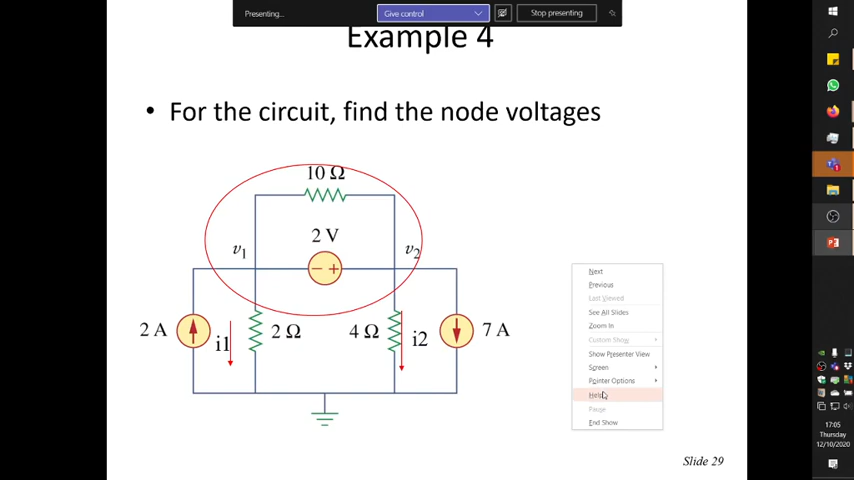 Presenting...
Give control
Stop presenting
Example 4
• For the circuit, find the node voltages
10 Ω
2 V
v1
v2
2 A
i1
2 Ω
4 Ω
i2
7 A
Next
Previous
Last Viewed
See All Slides
Zoom In
Custom Show
Show Presenter View
Screen
Pointer Options
Help
Pause
End Show
Slide 29
17:05
Thursday
12/10/2020